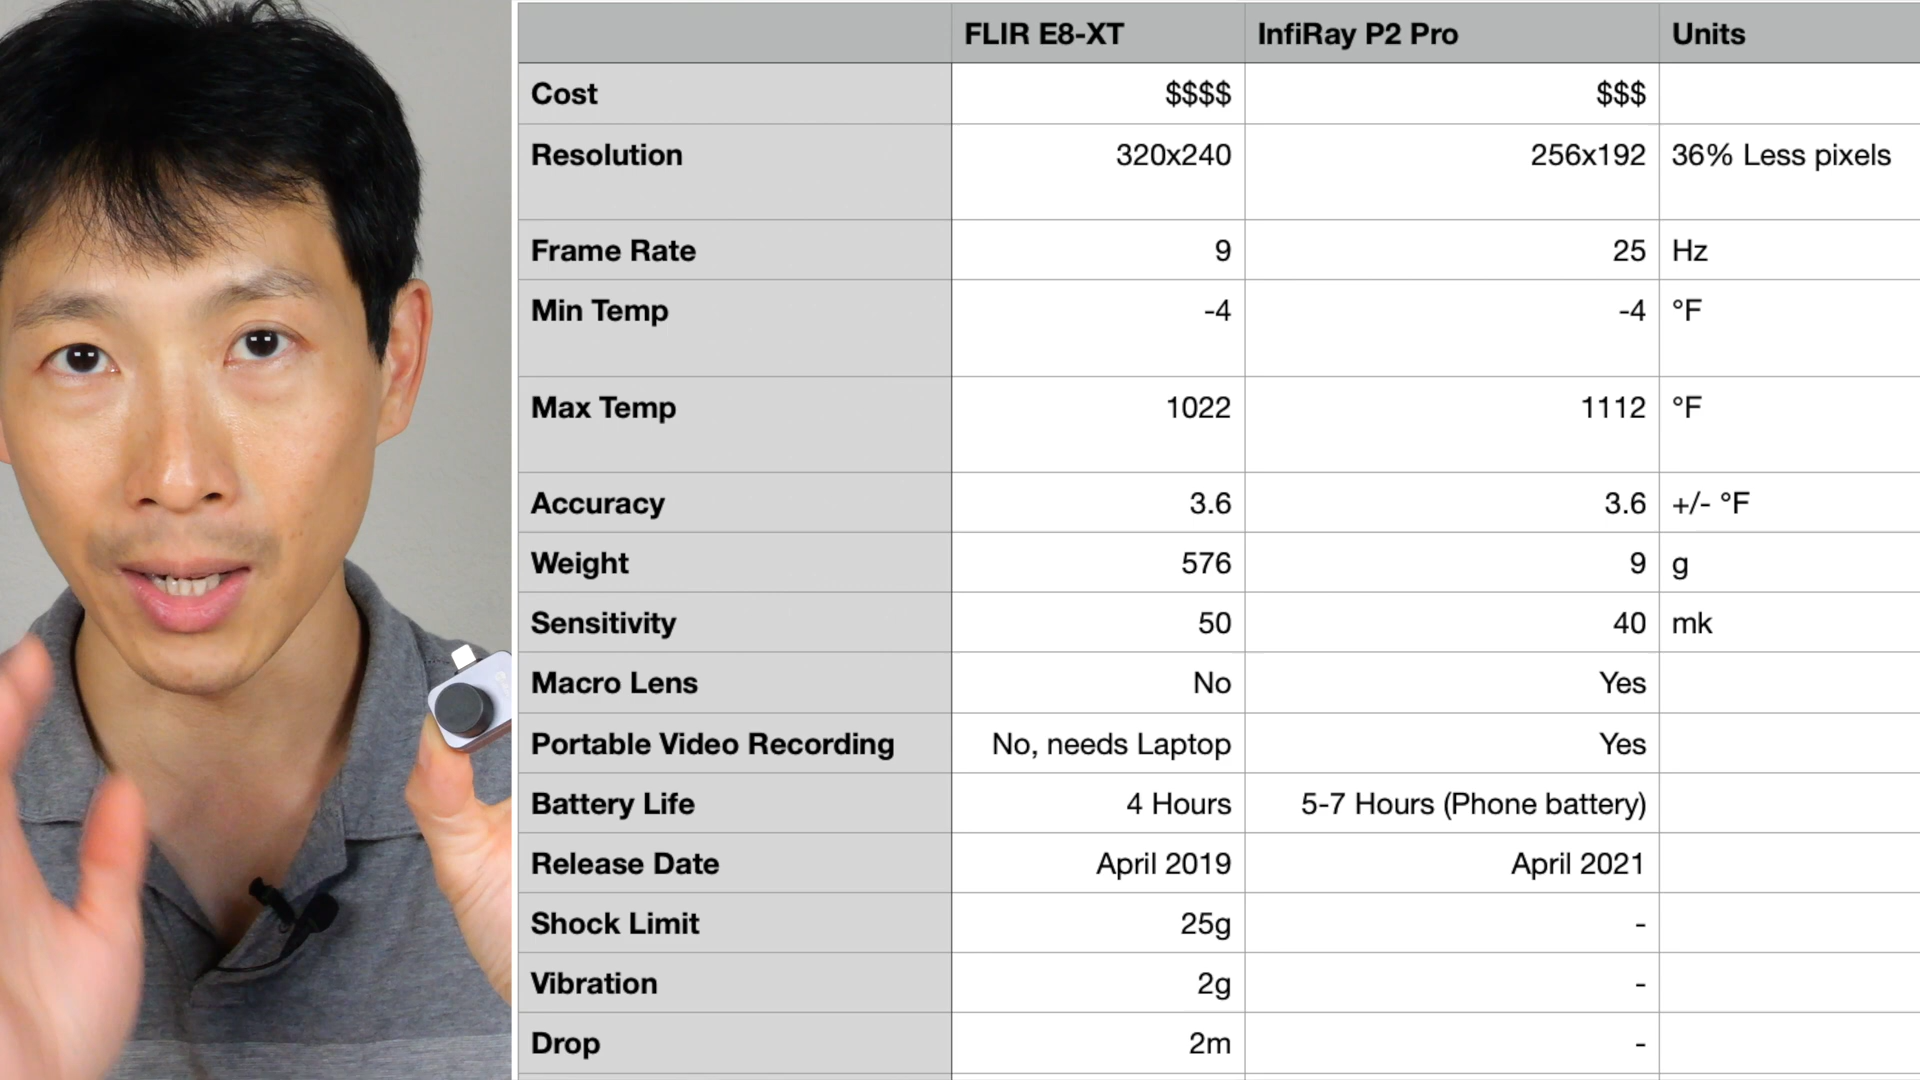 FLIR E8-XT InfiRay P2 Pro Units
Cost $$$$ $$$
Resolution 320x240 256x192 36% Less pixels
Frame Rate 9 25 Hz
Min Temp -4 -4 °F
Max Temp 1022 1112 °F
Accuracy 3.6 3.6 +/- °F
Weight 576 9 g
Sensitivity 50 40 mk
Macro Lens No Yes
Portable Video Recording No, needs Laptop Yes
Battery Life 4 Hours 5-7 Hours (Phone battery)
Release Date April 2019 April 2021
Shock Limit 25g -
Vibration 2g -
Drop 2m -